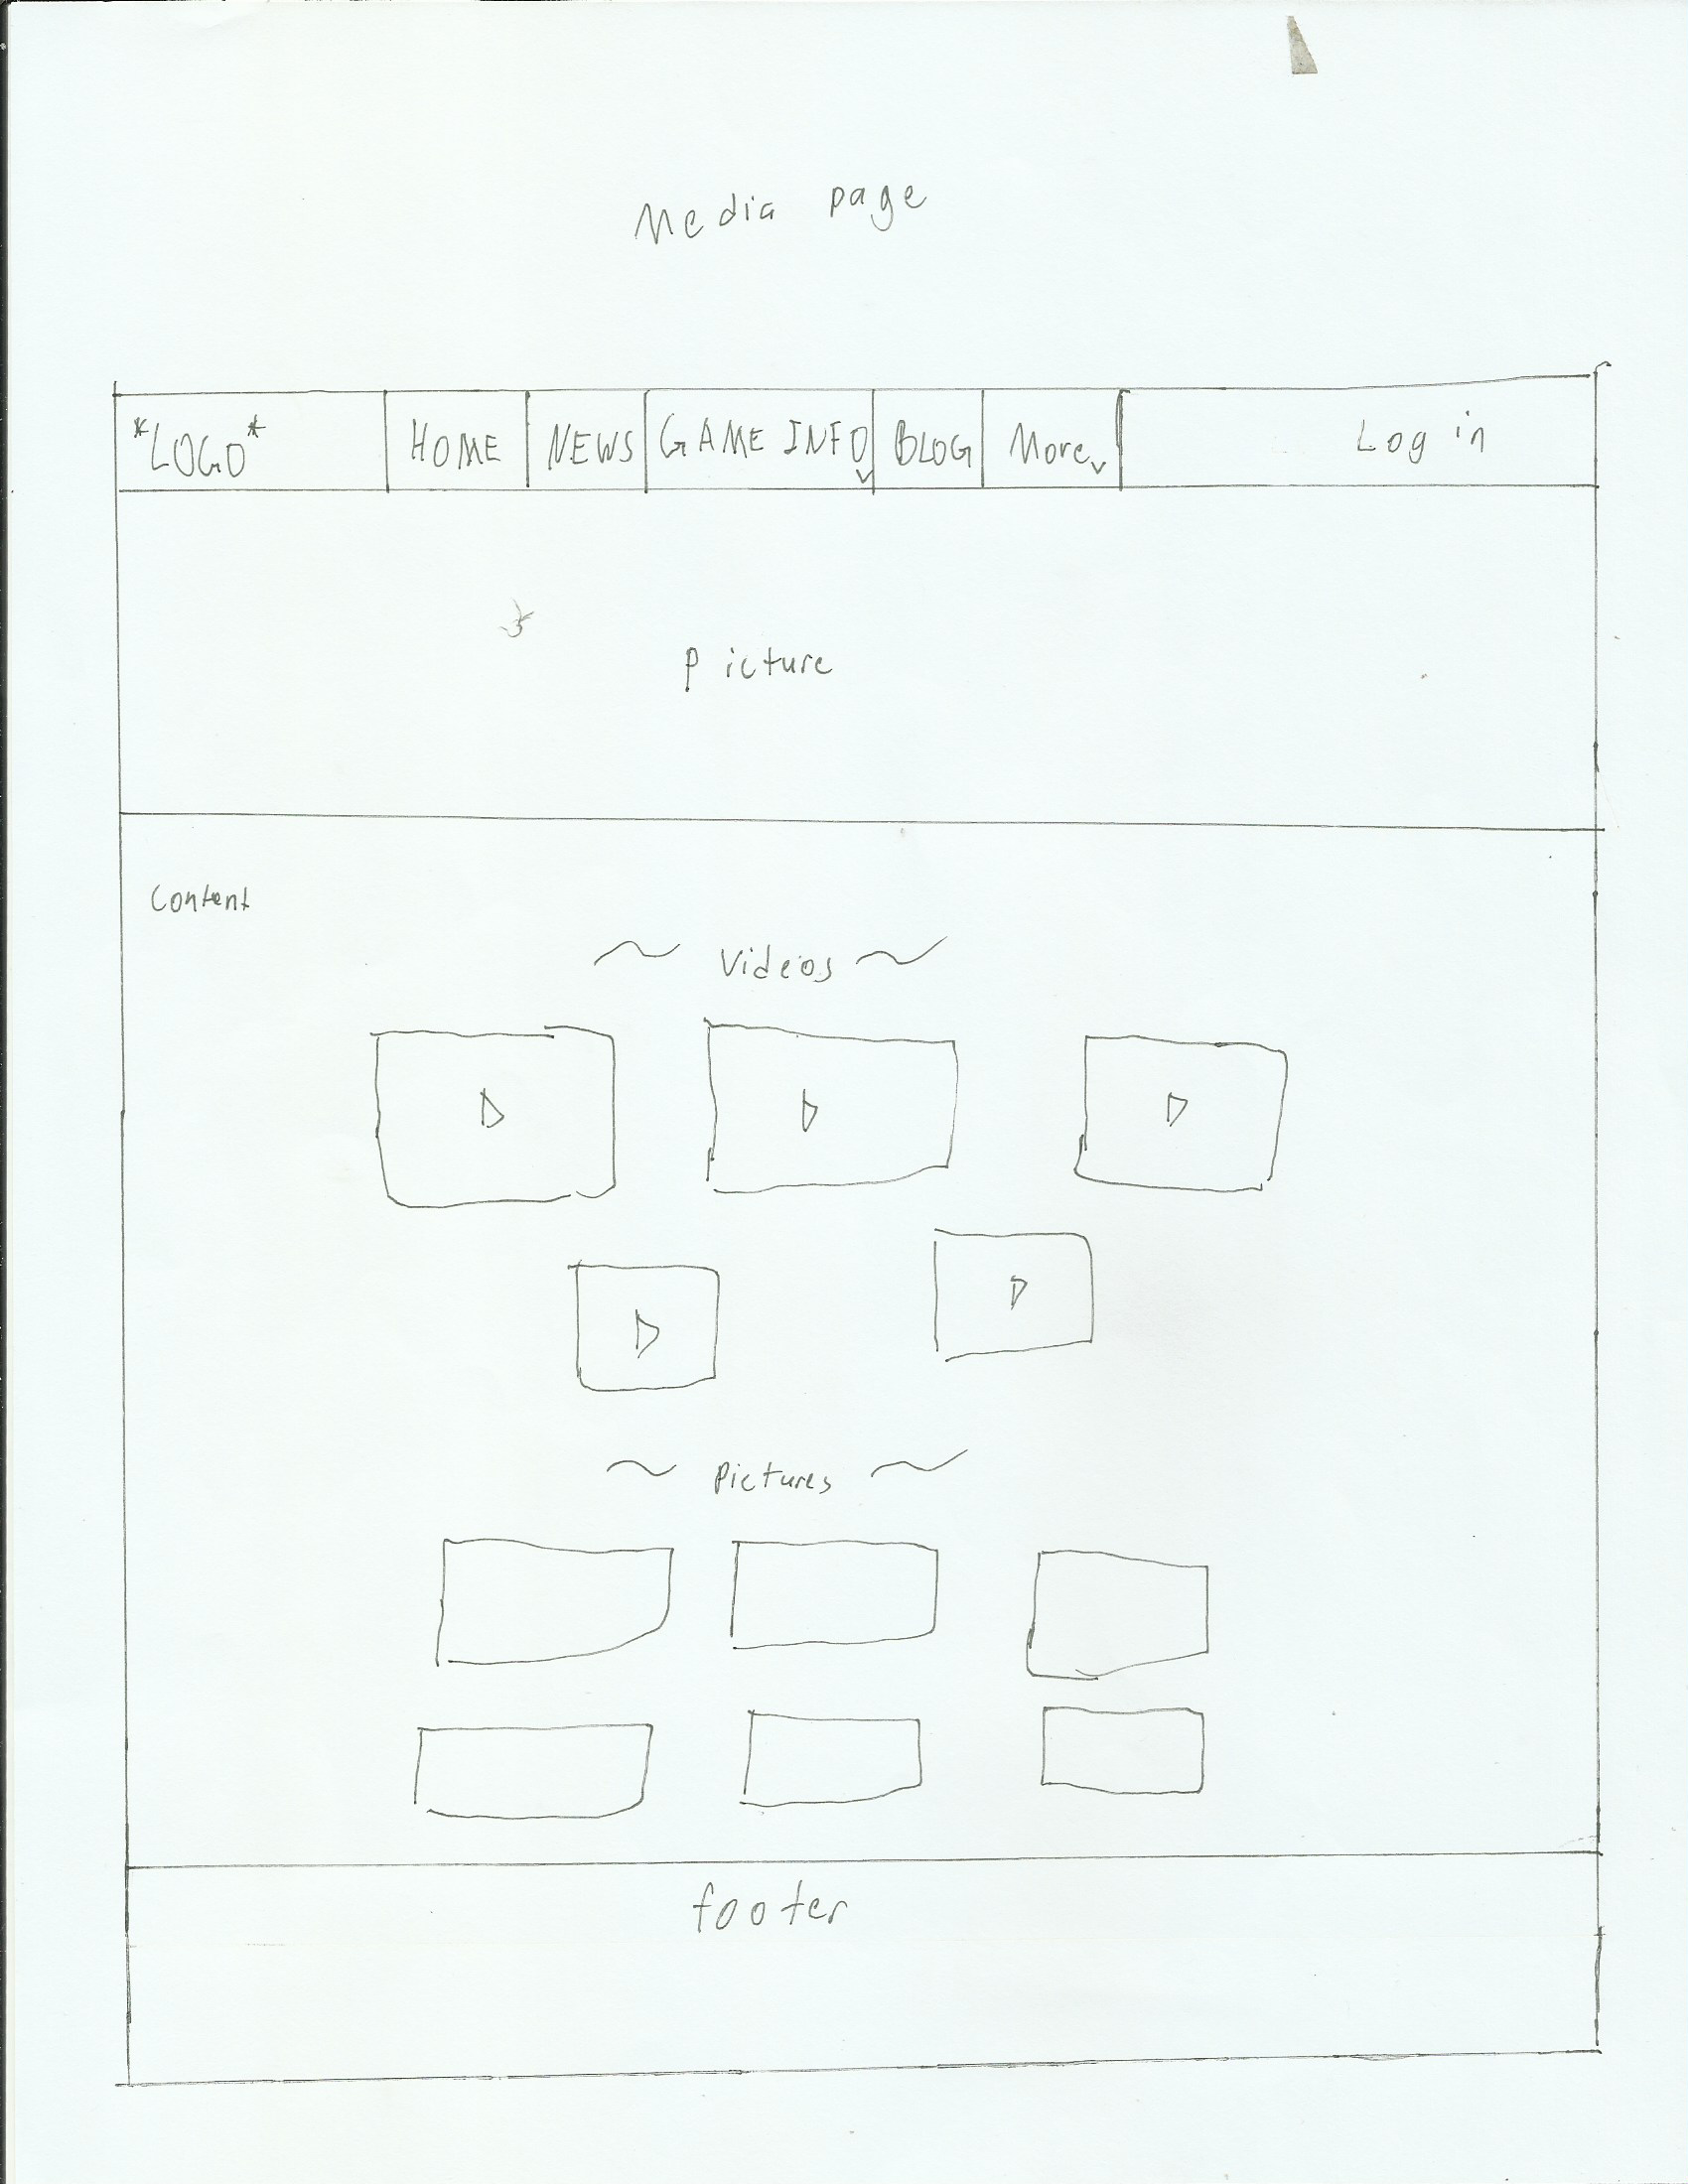 Media page
*LOGO* HOME NEWS GAME INFO BLOG More Log in
picture
Content
~ Videos ~
~ Pictures ~
footer